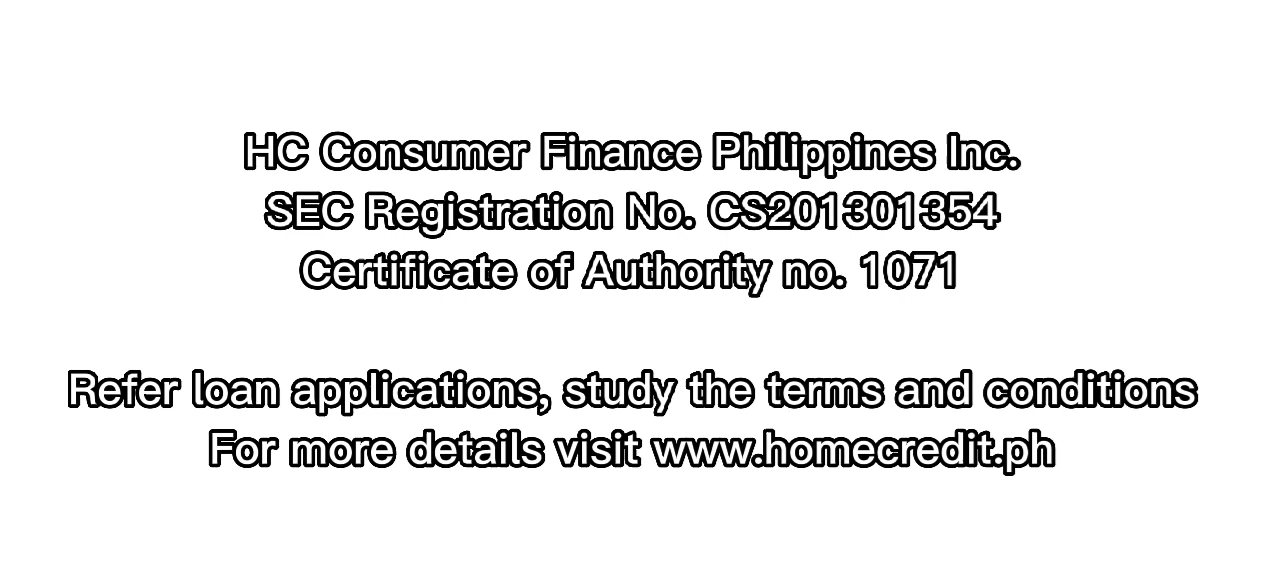 HC Consumer Finance Philippines Inc.
SEC Registration No. CS201301354
Certificate of Authority no. 1071
Refer loan applications, study the terms and conditions
For more details visit www.homecredit.ph